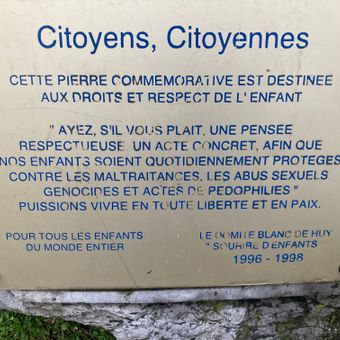 Citoyens, Citoyennes
CETTE PIERRE COMMEMORATIVE EST DESTINEE
AUX DROITS ET RESPECT DE L'ENFANT
" AYEZ, S'IL VOUS PLAIT, UNE PENSEE
RESPECTUEUSE, UN ACTE CONCRET, AFIN QUE
NOS ENFANTS SOIENT QUOTIDIENNEMENT PROTEGES
CONTRE LES MALTRAITANCES, LES ABUS SEXUELS
GENOCIDES ET ACTES DE PEDOPHILIES "
PUISSIONS VIVRE EN TOUTE LIBERTE ET EN PAIX.
POUR TOUS LES ENFANTS
DU MONDE ENTIER
LE COMITE BLANC DE HUY
" SOURIRE D'ENFANTS
1996 - 1998